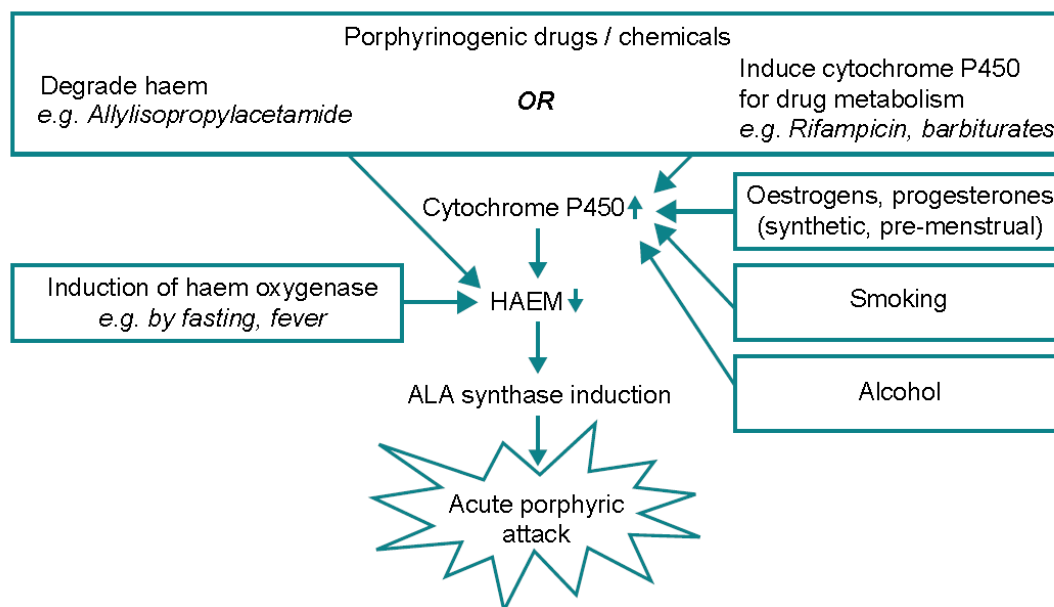 Porphyrinogenic drugs / chemicals
Degrade haem
e.g. Allylisopropylacetamide
OR
Induce cytochrome P450
for drug metabolism
e.g. Rifampicin, barbiturates
Cytochrome P450
Oestrogens, progesterones
(synthetic, pre-menstrual)
Induction of haem oxygenase
e.g. by fasting, fever
HAEM
Smoking
ALA synthase induction
Alcohol
Acute porphyric
attack